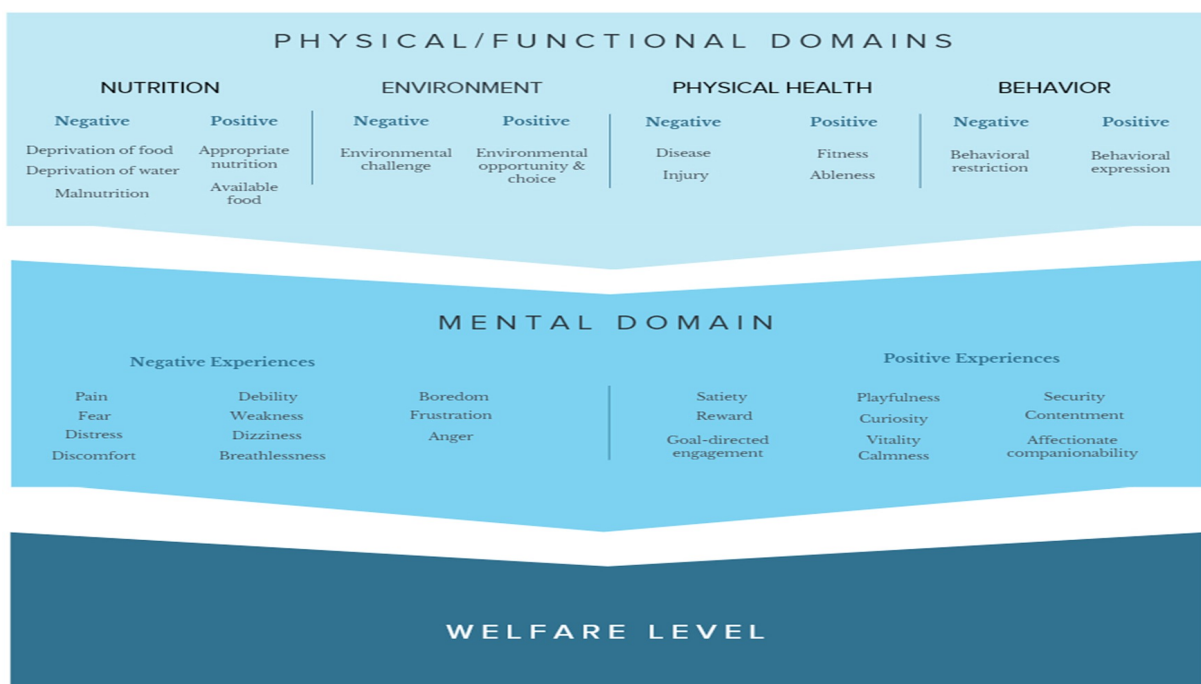 PHYSICAL/FUNCTIONAL DOMAINS
NUTRITION
Negative
Deprivation of food
Deprivation of water
Malnutrition
Positive
Appropriate
nutrition
Available
food
ENVIRONMENT
Negative
Environmental
challenge
Positive
Environmental
opportunity &
choice
PHYSICAL HEALTH
Negative
Disease
Injury
Positive
Fitness
Ableness
BEHAVIOR
Negative
Behavioral
restriction
Positive
Behavioral
expression
MENTAL DOMAIN
Negative Experiences
Pain
Fear
Distress
Discomfort
Debility
Weakness
Dizziness
Breathlessness
Boredom
Frustration
Anger
Positive Experiences
Satiety
Reward
Goal-directed
engagement
Playfulness
Curiosity
Vitality
Calmness
Security
Contentment
Affectionate
companionability
WELFARE LEVEL